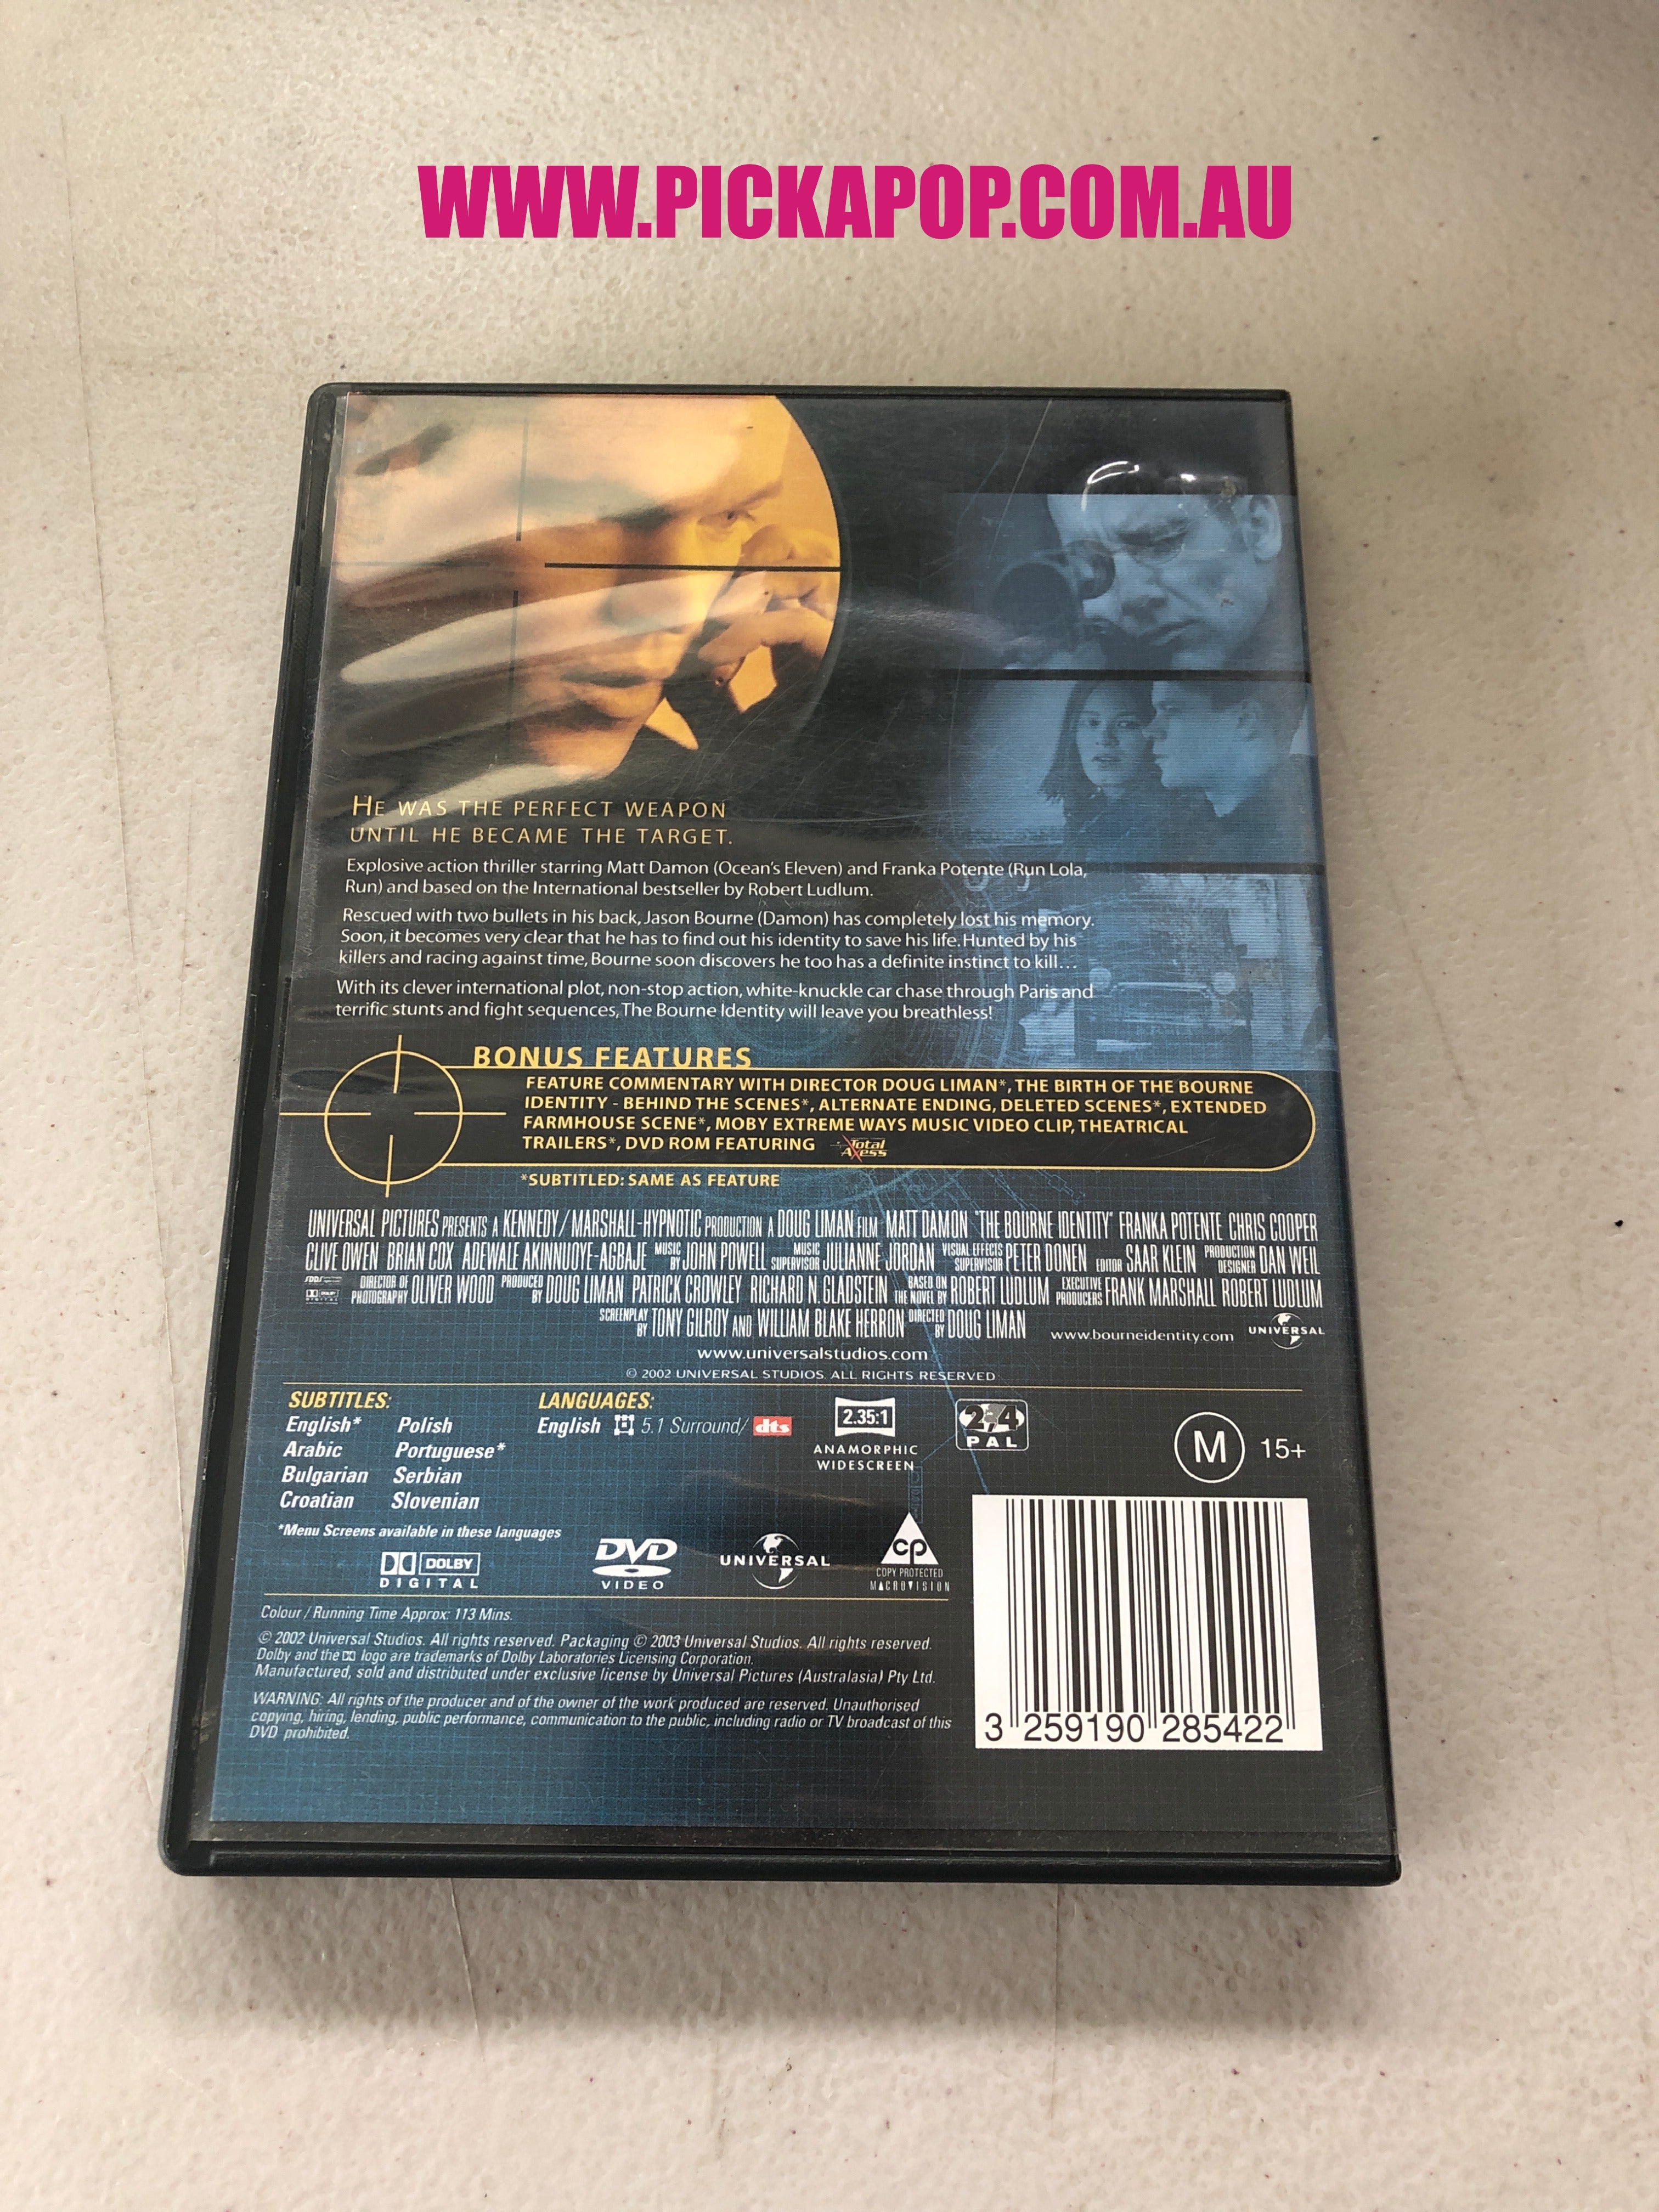 WWW.PICKAPOP.COM.AU
HE WAS THE PERFECT WEAPON
UNTIL HE BECAME THE TARGET.
Explosive action thriller starring Matt Damon (Ocean's Eleven) and Franka Potente (Run Lola,
Run) and based on the International bestseller by Robert Ludlum.
Rescued with two bullets in his back, Jason Bourne (Damon) has completely lost his memory.
Soon, it becomes very clear that he has to find out his identity to save his life. Hunted by his
killers and racing against time, Bourne soon discovers he too has a definite instinct to kill...
With its clever international plot, non-stop action, white-knuckle car chase through Paris and
terrific stunts and fight sequences, The Bourne Identity will leave you breathless!
BONUS FEATURES
FEATURE COMMENTARY WITH DIRECTOR DOUG LIMAN*, THE BIRTH OF THE BOURNE
IDENTITY - BEHIND THE SCENES*, ALTERNATE ENDING, DELETED SCENES*, EXTENDED
FARMHOUSE SCENE*, MOBY EXTREME WAYS MUSIC VIDEO CLIP, THEATRICAL
TRAILERS*, DVD ROM FEATURING Total Axess
*SUBTITLED: SAME AS FEATURE
UNIVERSAL PICTURES PRESENTS A KENNEDY/MARSHALL-HYPNOTIC PRODUCTION A DOUG LIMAN FILM MATT DAMON "THE BOURNE IDENTITY" FRANKA POTENTE CHRIS COOPER
CLIVE OWEN BRIAN COX ADEWALE AKINNUOYE-AGBAJE MUSIC BY JOHN POWELL MUSIC SUPERVISOR JULIANNE JORDAN VISUAL EFFECTS SUPERVISOR PETER DONEN EDITOR SAAR KLEIN PRODUCTION DESIGNER DAN WEIL
SDDS DOLBY DIGITAL DIRECTOR OF PHOTOGRAPHY OLIVER WOOD PRODUCED BY DOUG LIMAN PATRICK CROWLEY RICHARD N. GLADSTEIN BASED ON THE NOVEL BY ROBERT LUDLUM EXECUTIVE PRODUCERS FRANK MARSHALL ROBERT LUDLUM
SCREENPLAY BY TONY GILROY AND WILLIAM BLAKE HERRON DIRECTED BY DOUG LIMAN www.bourneidentity.com UNIVERSAL
www.universalstudios.com
© 2002 UNIVERSAL STUDIOS. ALL RIGHTS RESERVED
SUBTITLES:
English* Polish
Arabic Portuguese*
Bulgarian Serbian
Croatian Slovenian
*Menu Screens available in these languages
LANGUAGES:
English 5.1 Surround/ dts
2.35:1
ANAMORPHIC
WIDESCREEN
2,4
PAL
M 15+
DOLBY
DIGITAL
DVD
VIDEO
UNIVERSAL
cp
COPY PROTECTED
MACROVISION
Colour / Running Time Approx: 113 Mins.
© 2002 Universal Studios. All rights reserved. Packaging © 2003 Universal Studios. All rights reserved.
Dolby and the logo are trademarks of Dolby Laboratories Licensing Corporation.
Manufactured, sold and distributed under exclusive license by Universal Pictures (Australasia) Pty Ltd.
WARNING: All rights of the producer and of the owner of the work produced are reserved. Unauthorised
copying, hiring, lending, public performance, communication to the public, including radio or TV broadcast of this
DVD prohibited.
3 259190 285422